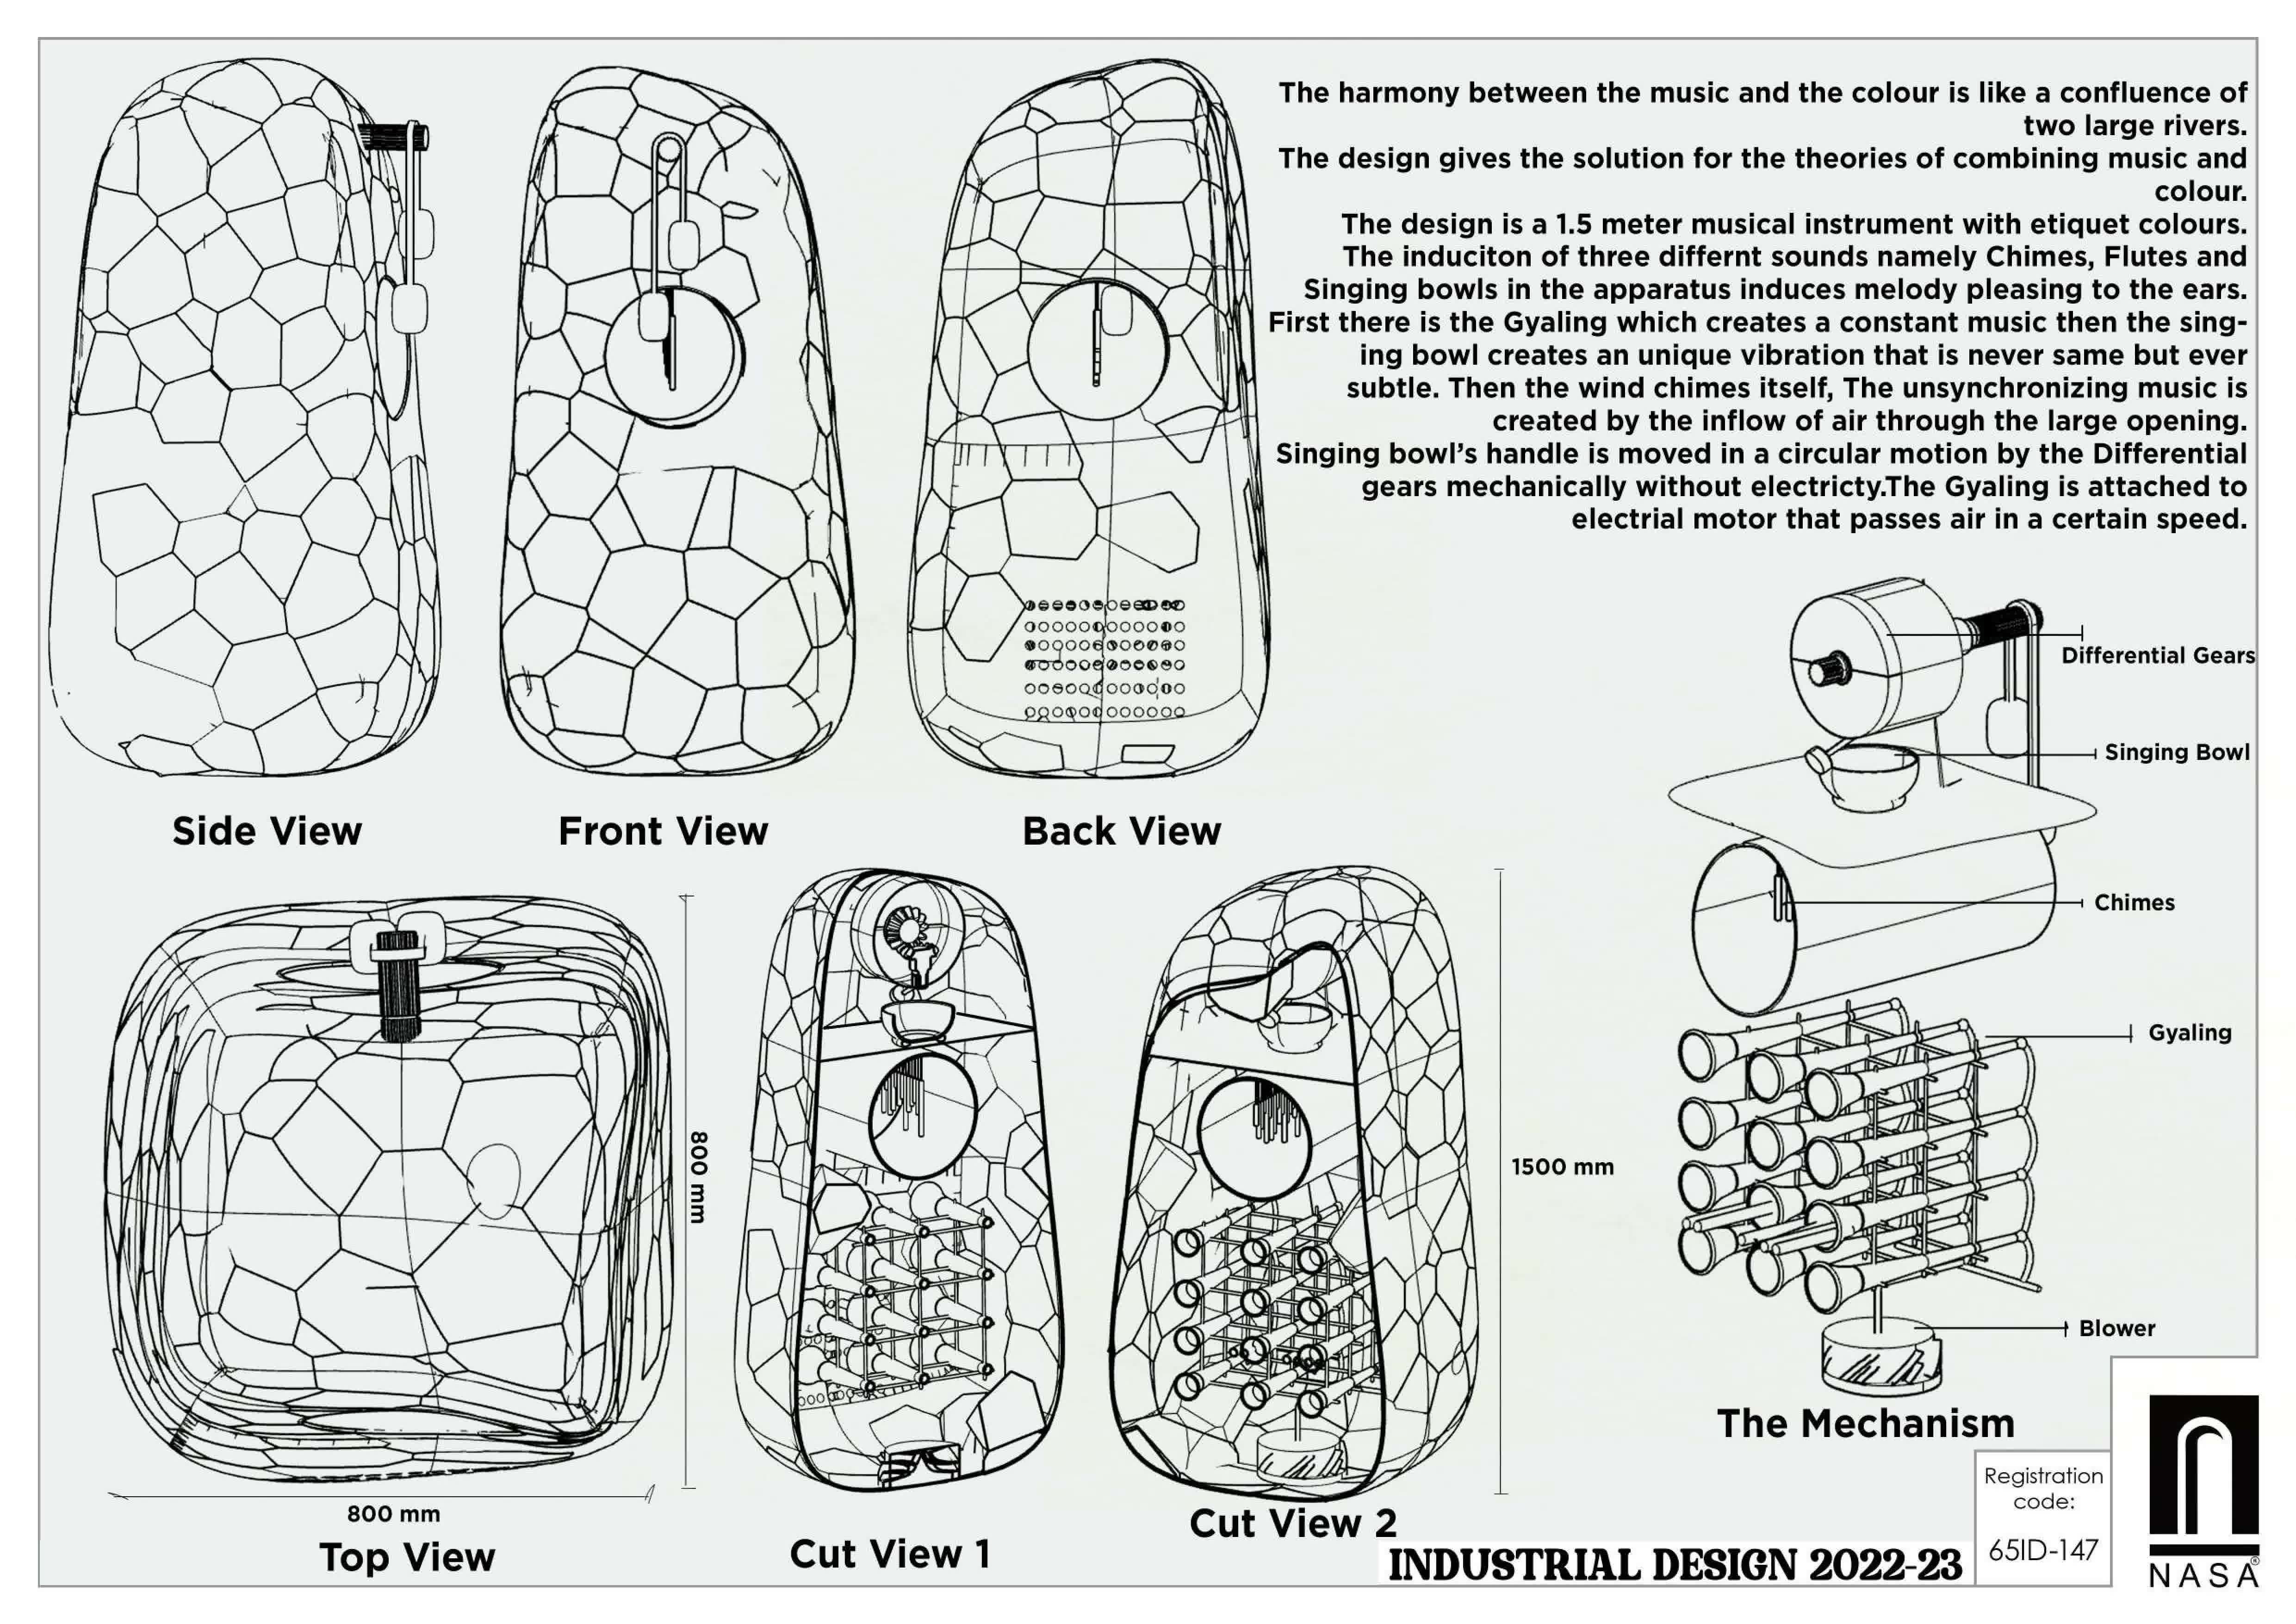 The harmony between the music and the colour is like a confluence of
two large rivers.
The design gives the solution for the theories of combining music and
colour.
The design is a 1.5 meter musical instrument with etiquet colours.
The induciton of three differnt sounds namely Chimes, Flutes and
Singing bowls in the apparatus induces melody pleasing to the ears.
First there is the Gyaling which creates a constant music then the sing-
ing bowl creates an unique vibration that is never same but ever
subtle. Then the wind chimes itself, The unsynchronizing music is
created by the inflow of air through the large opening.
Singing bowl's handle is moved in a circular motion by the Differential
gears mechanically without electricty.The Gyaling is attached to
electrial motor that passes air in a certain speed.
Side View
Front View
Back View
Differential Gears
Singing Bowl
Chimes
Gyaling
Blower
The Mechanism
800 mm
800 mm
Top View
Cut View 1
1500 mm
Cut View 2
INDUSTRIAL DESIGN 2022-23
Registration
code:
65ID-147
NASA®